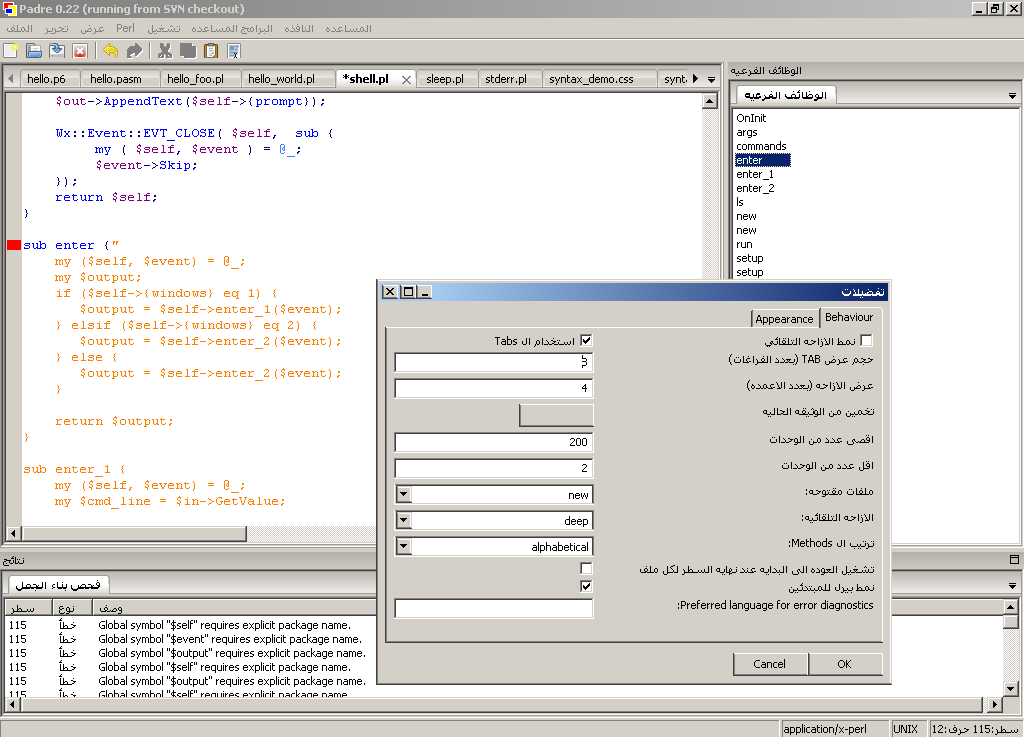 Padre 0.22 (running from SVN checkout)
الملف تحرير عرض Perl تشغيل البرامج المساعده النافذه المساعده
hello.p6 hello.pasm hello_foo.pl hello_world.pl *shell.pl sleep.pl stderr.pl syntax_demo.css synt
$out->AppendText($self->{prompt});
Wx::Event::EVT_CLOSE( $self, sub {
my ( $self, $event ) = @_;
$event->Skip;
});
return $self;
}
sub enter {"
my ($self, $event) = @_;
my $output;
if ($self->{windows} eq 1) {
$output = $self->enter_1($event);
} elsif ($self->{windows} eq 2) {
$output = $self->enter_2($event);
} else {
$output = $self->enter_2($event);
}
return $output;
}
sub enter_1 {
my ($self, $event) = @_;
my $cmd_line = $in->GetValue;
الوظائف الفرعيه
الوظائف الفرعيه
OnInit
args
commands
enter
enter_1
enter_2
ls
new
new
run
setup
setup
تفضيلات
Appearance Behaviour
نمط الازاحه التلقائي
استخدام ال Tabs
حجم عرض TAB (بعدد الفراغات)
عرض الازاحه (بعدد الاعمده)
4
تخمين من الوثيقه الحاليه
اقصى عدد من الوحدات
200
اقل عدد من الوحدات
2
ملفات مفتوحه:
new
الازاحه التلقائيه:
deep
ترتيب ال Methods:
alphabetical
تشغيل العوده الى البدايه عند نهايه السطر لكل ملف
نمط بيرل للمبتدئين
Preferred language for error diagnostics:
Cancel OK
نتائج
فحص بناء الجمل
سطر نوع وصف
115 خطأ Global symbol "$self" requires explicit package name.
115 خطأ Global symbol "$event" requires explicit package name.
115 خطأ Global symbol "$output" requires explicit package name.
115 خطأ Global symbol "$self" requires explicit package name.
115 خطأ Global symbol "$output" requires explicit package name.
115 خطأ Global symbol "$self" requires explicit package name.
application/x-perl UNIX سطر:115 حرف:12